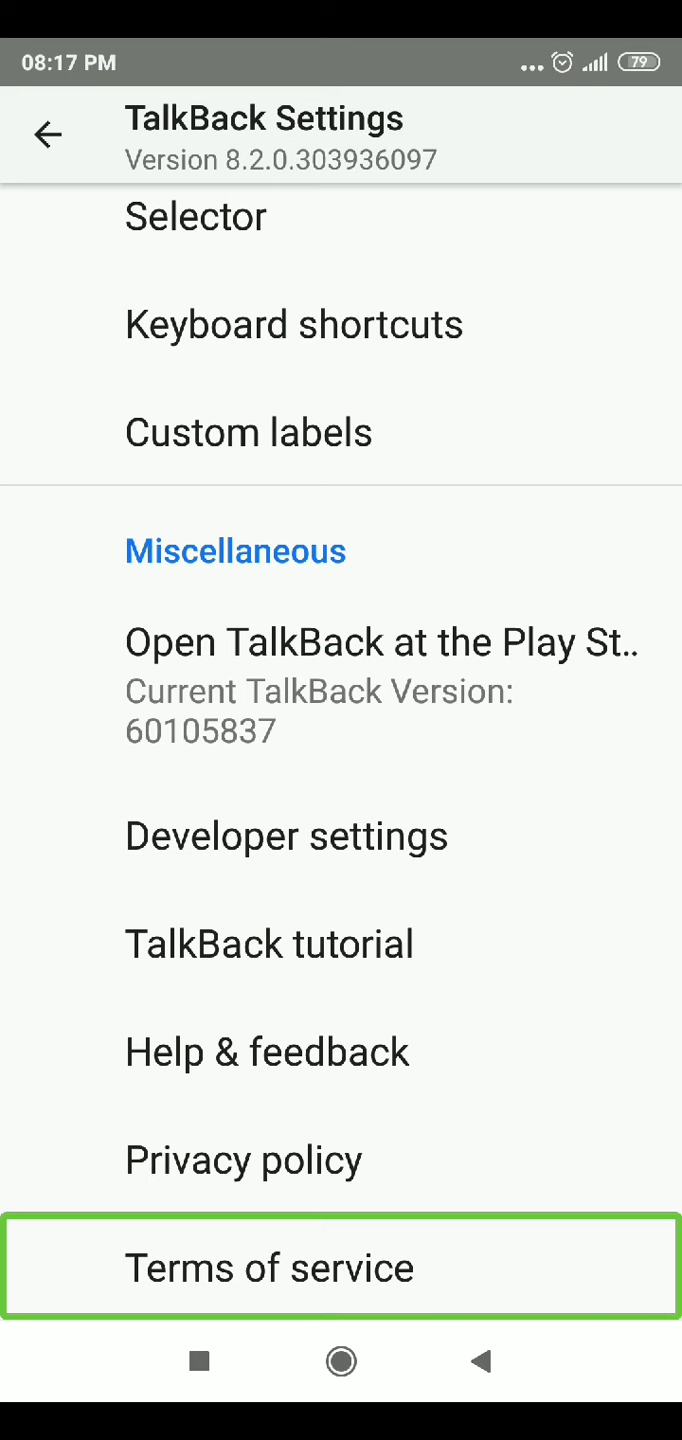 08:17 PM
79
TalkBack Settings
Version 8.2.0.303936097
Selector
Keyboard shortcuts
Custom labels
Miscellaneous
Open TalkBack at the Play St..
Current TalkBack Version:
60105837
Developer settings
TalkBack tutorial
Help & feedback
Privacy policy
Terms of service